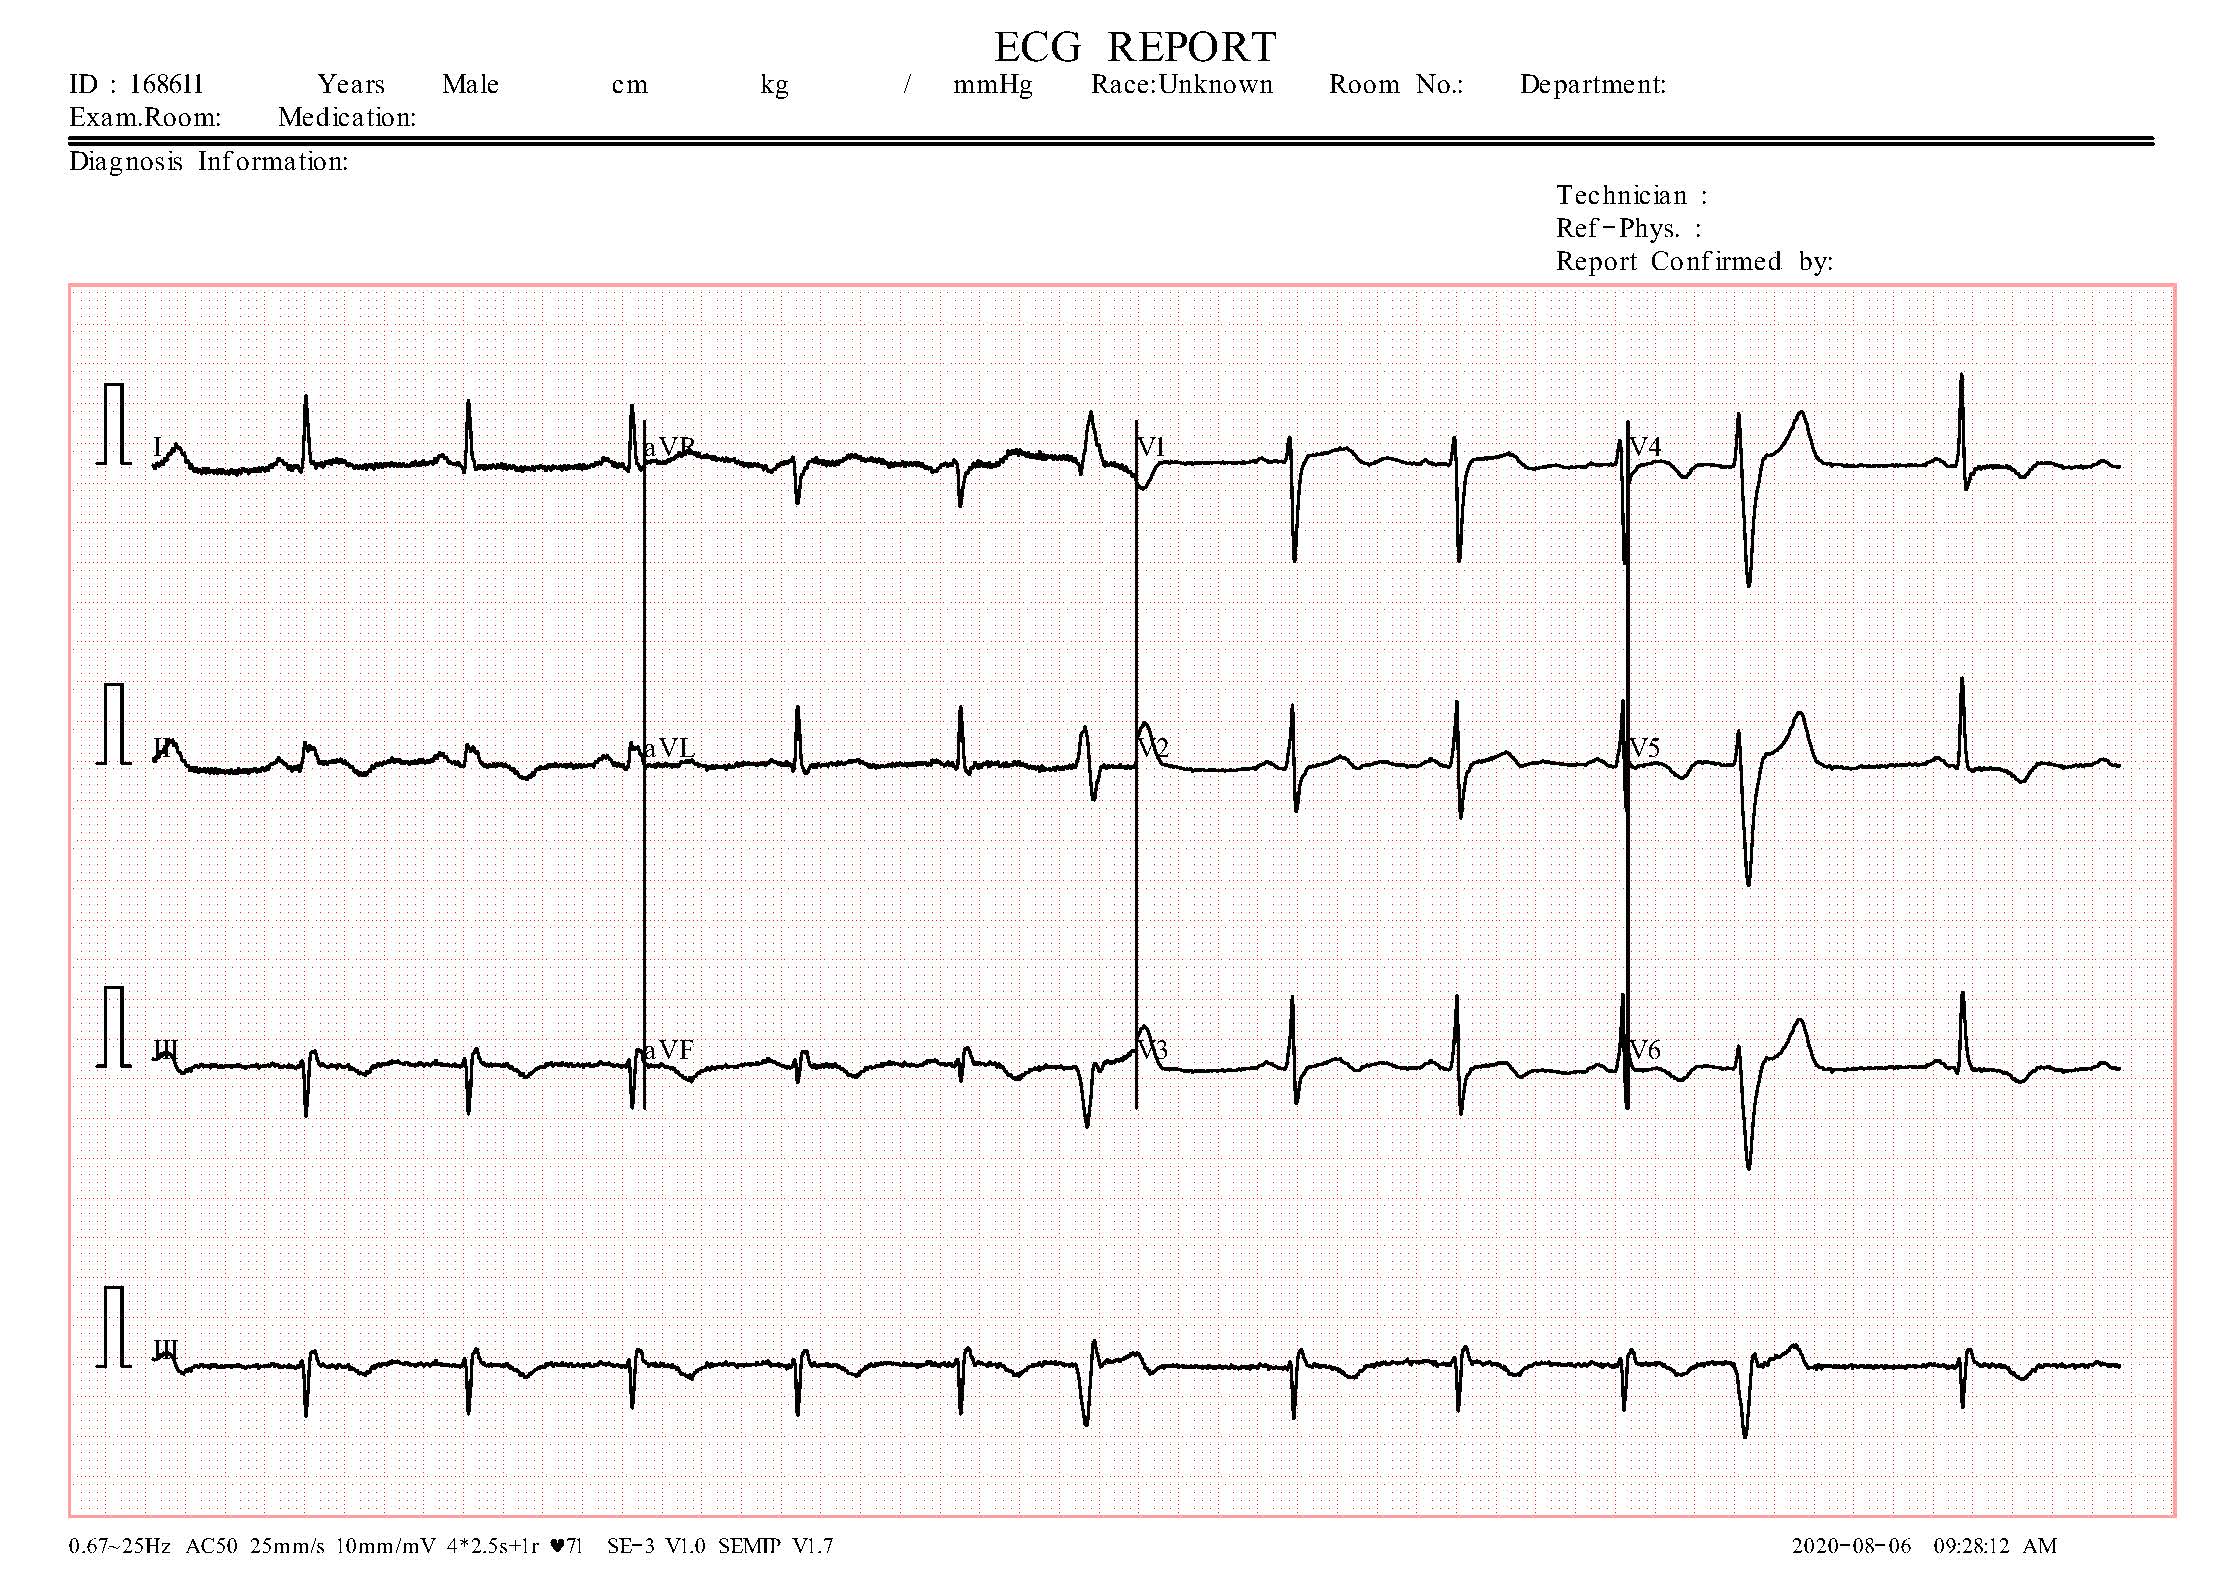 ECG REPORT
ID : 168611 Years Male cm kg / mmHg Race:Unknown Room No.: Department:
Exam.Room: Medication:
Diagnosis Information:
Technician :
Ref-Phys. :
Report Confirmed by:
I aVR V1 V4
II aVL V2 V5
III aVF V3 V6
III
0.67~25Hz AC50 25mm/s 10mm/mV 4*2.5s+1r ♥71 SE-3 V1.0 SEMIP V1.7 2020-08-06 09:28:12 AM